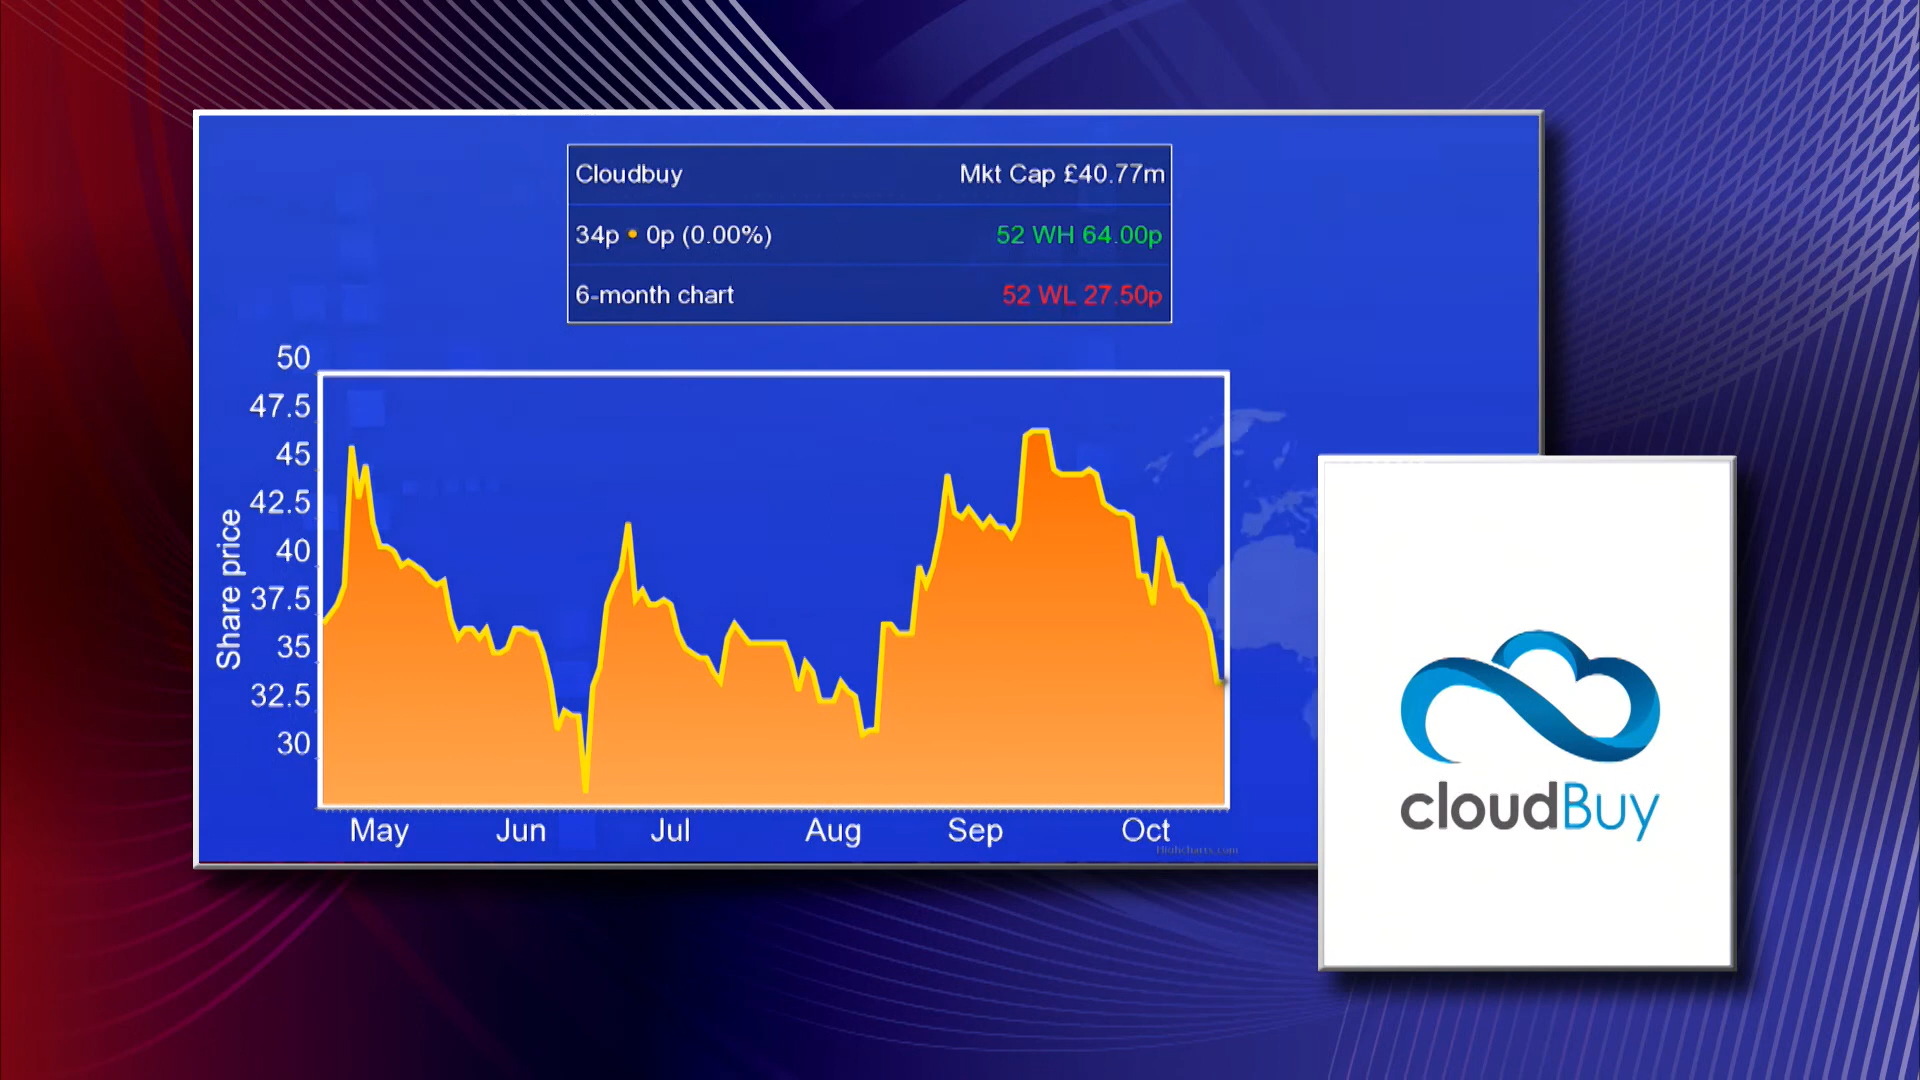 Cloudbuy Mkt Cap £40.77m
34p • 0p (0.00%) 52 WH 64.00p
6-month chart 52 WL 27.50p
50
47.5
45
42.5
40
37.5
35
32.5
30
Share price
May Jun Jul Aug Sep Oct
Highcharts.com
cloudBuy